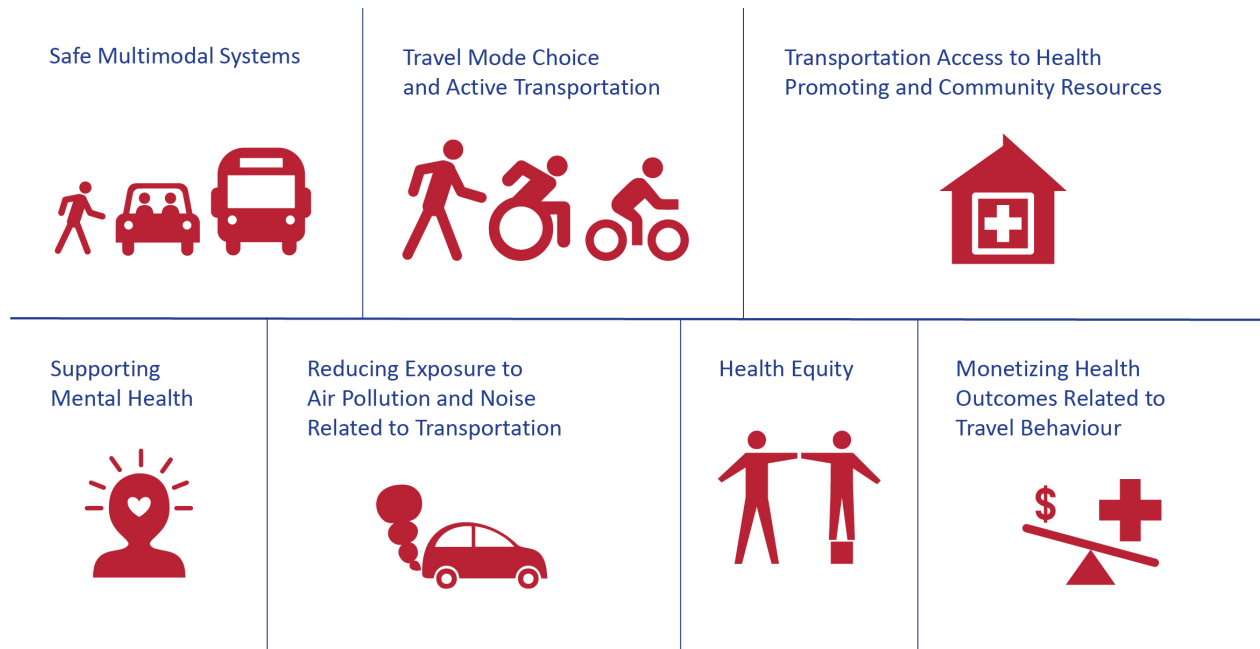 Safe Multimodal Systems
Travel Mode Choice
and Active Transportation
Transportation Access to Health
Promoting and Community Resources
Supporting
Mental Health
Reducing Exposure to
Air Pollution and Noise
Related to Transportation
Health Equity
Monetizing Health
Outcomes Related to
Travel Behaviour
$